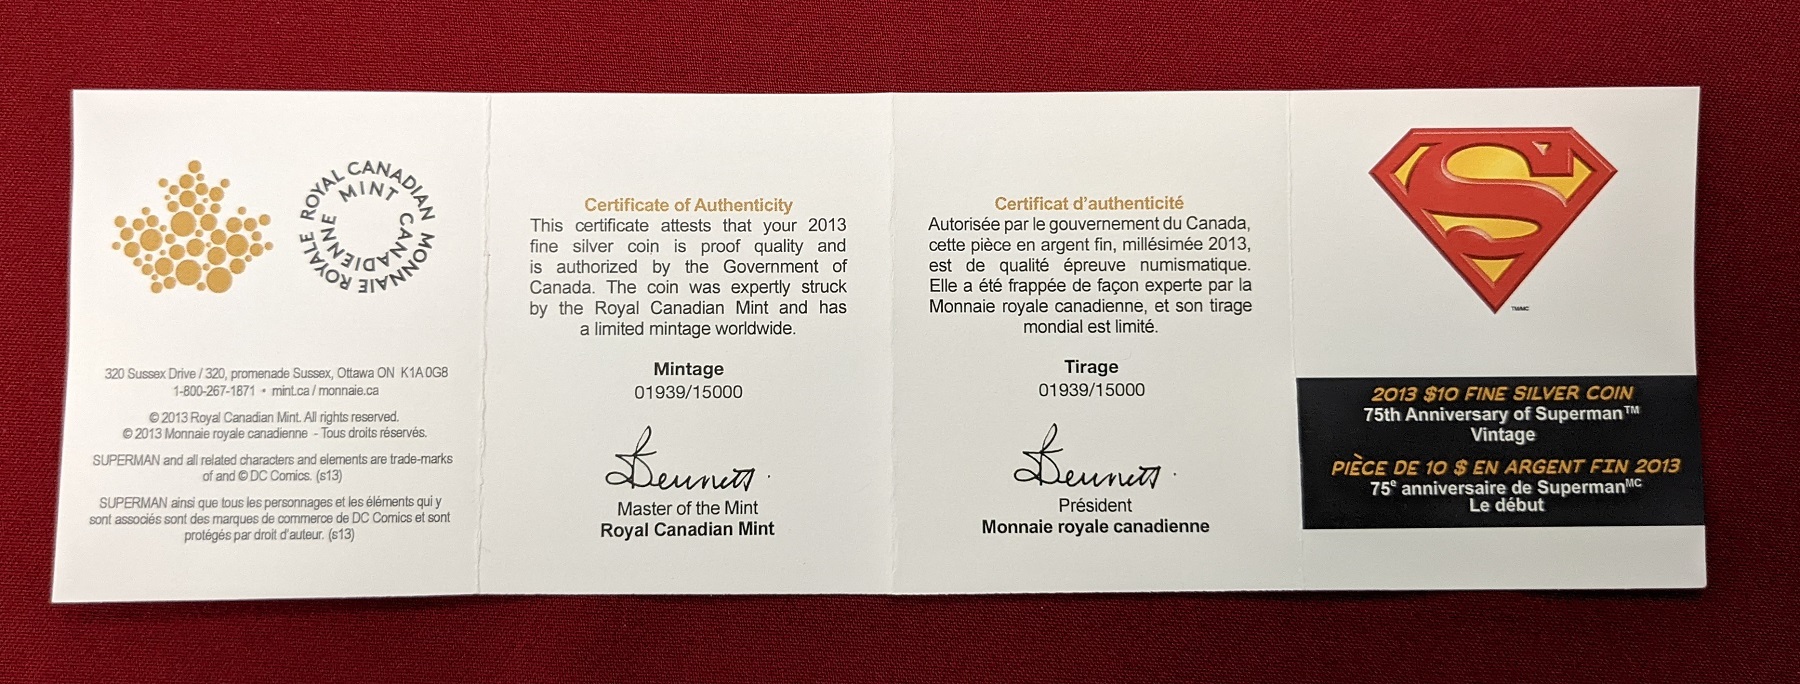 ROYAL CANADIAN MINT
MONNAIE ROYALE CANADIENNE
320 Sussex Drive / 320, promenade Sussex, Ottawa ON K1A 0G8
1-800-267-1871 • mint.ca / monnaie.ca
© 2013 Royal Canadian Mint. All rights reserved.
© 2013 Monnaie royale canadienne - Tous droits réservés.
SUPERMAN and all related characters and elements are trade-marks
of and © DC Comics. (s13)
SUPERMAN ainsi que tous les personnages et les éléments qui y
sont associés sont des marques de commerce de DC Comics et sont
protégés par droit d'auteur. (s13)
Certificate of Authenticity
This certificate attests that your 2013
fine silver coin is proof quality and
is authorized by the Government of
Canada. The coin was expertly struck
by the Royal Canadian Mint and has
a limited mintage worldwide.
Mintage
01939/15000
Bennett
Master of the Mint
Royal Canadian Mint
Certificat d'authenticité
Autorisée par le gouvernement du Canada,
cette pièce en argent fin, millésimée 2013,
est de qualité épreuve numismatique.
Elle a été frappée de façon experte par la
Monnaie royale canadienne, et son tirage
mondial est limité.
Tirage
01939/15000
Bennett
Président
Monnaie royale canadienne
S
TM/MC
2013 $10 FINE SILVER COIN
75th Anniversary of Superman™
Vintage
PIÈCE DE 10 $ EN ARGENT FIN 2013
75e anniversaire de SupermanMC
Le début